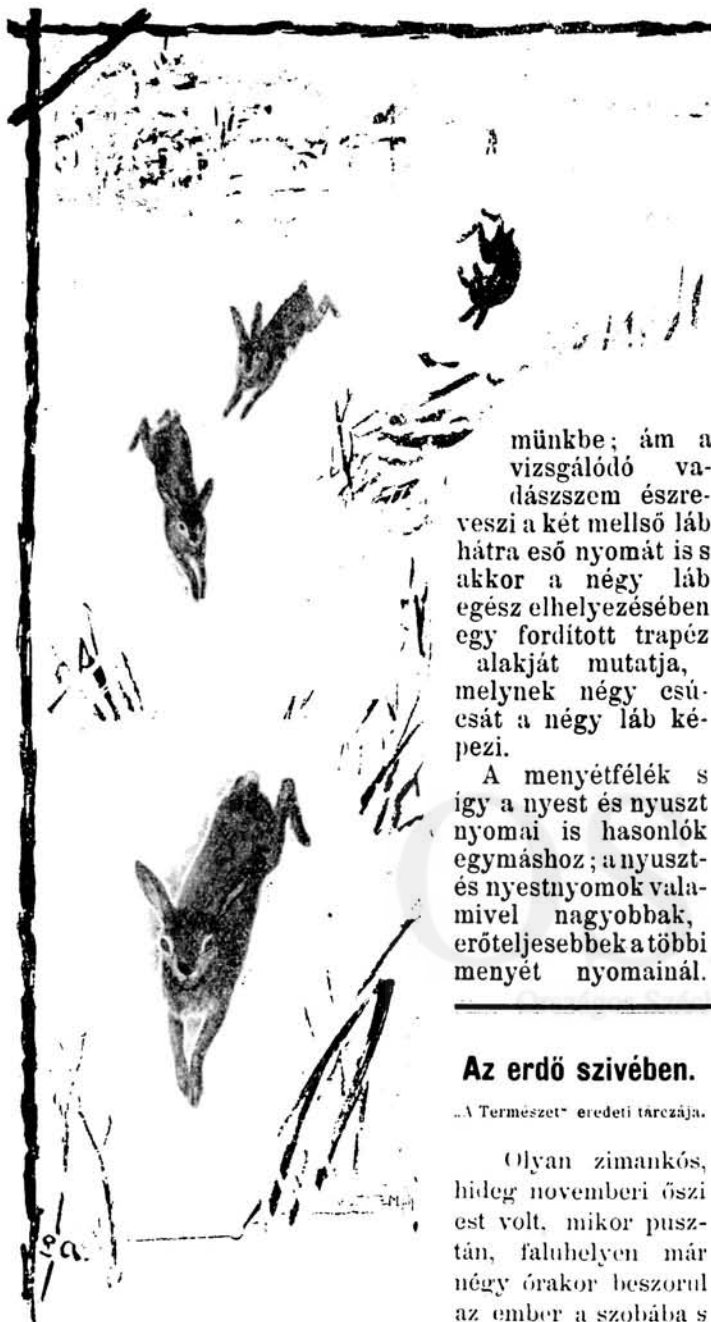 münkbe; ám a
vizsgálódó va-
dászszem észre-
veszi a két mellső láb
hátra eső nyomát is s
akkor a négy láb
egész elhelyezésében
egy forditott trapéz
alakját mutatja,
melynek négy csú-
csát a négy láb ké-
pezi.
A menyétfélék s
így a nyest és nyuszt
nyomai is hasonlók
egymáshoz; a nyuszt-
és nyestnyomok vala-
mivel nagyobbak,
erőteljesebbek a többi
menyét nyomainál.
Az erdő szivében.
„A Természet“ eredeti tárczája.
Olyan zimankós,
hideg novemberi őszi
est volt, mikor pusz-
tán, faluhelyen már
négy órakor beszorul
az ember a szobába s